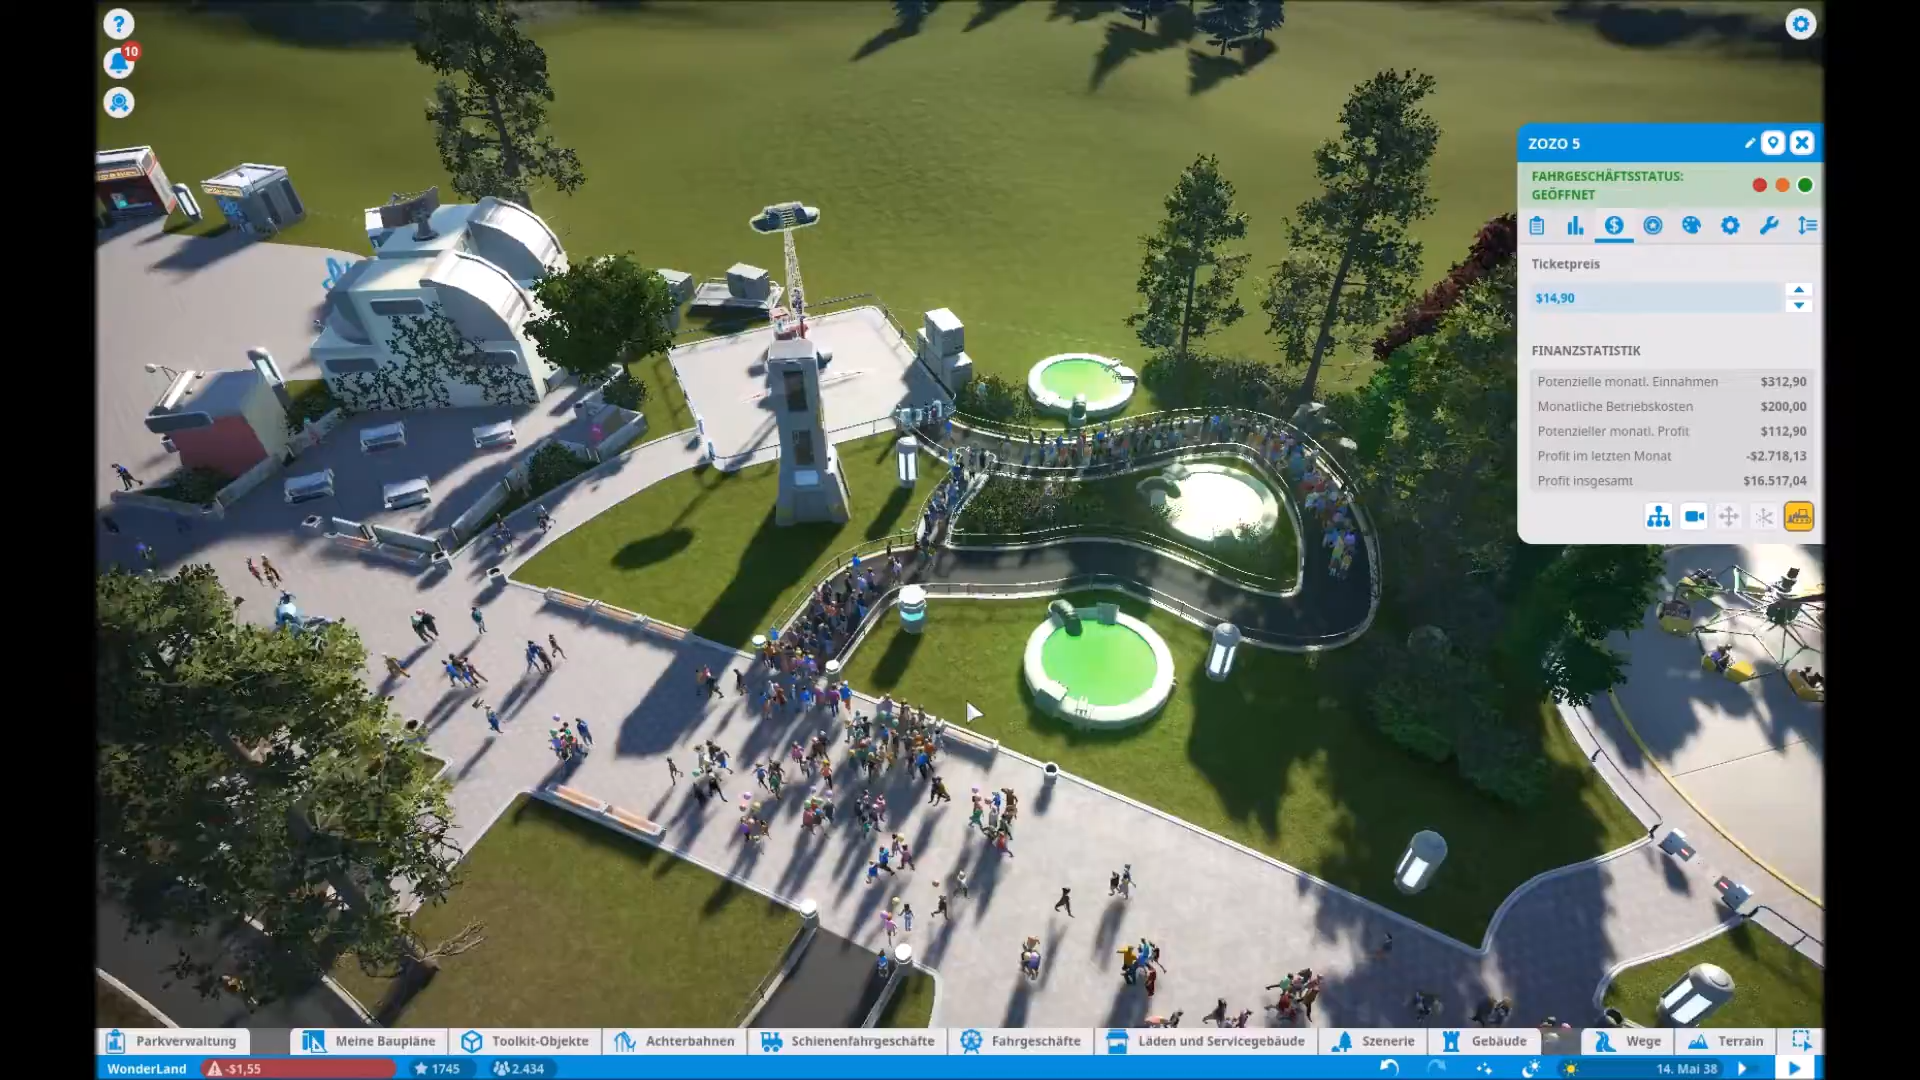 ?
10
ZOZO 5
FAHRGESCHÄFTSSTATUS:
GEÖFFNET
Ticketpreis
$14,90
FINANZSTATISTIK
Potenzielle monatl. Einnahmen $312,90
Monatliche Betriebskosten $200,00
Potenzieller monatl. Profit $112,90
Profit im letzten Monat -$2.718,13
Profit insgesamt $16.517,04
Parkverwaltung Meine Baupläne Toolkit-Objekte Achterbahnen Schienenfahrgeschäfte Fahrgeschäfte Läden und Servicegebäude Szenerie Gebäude Wege Terrain
WonderLand -$1,55 1745 2.434 14. Mai 38